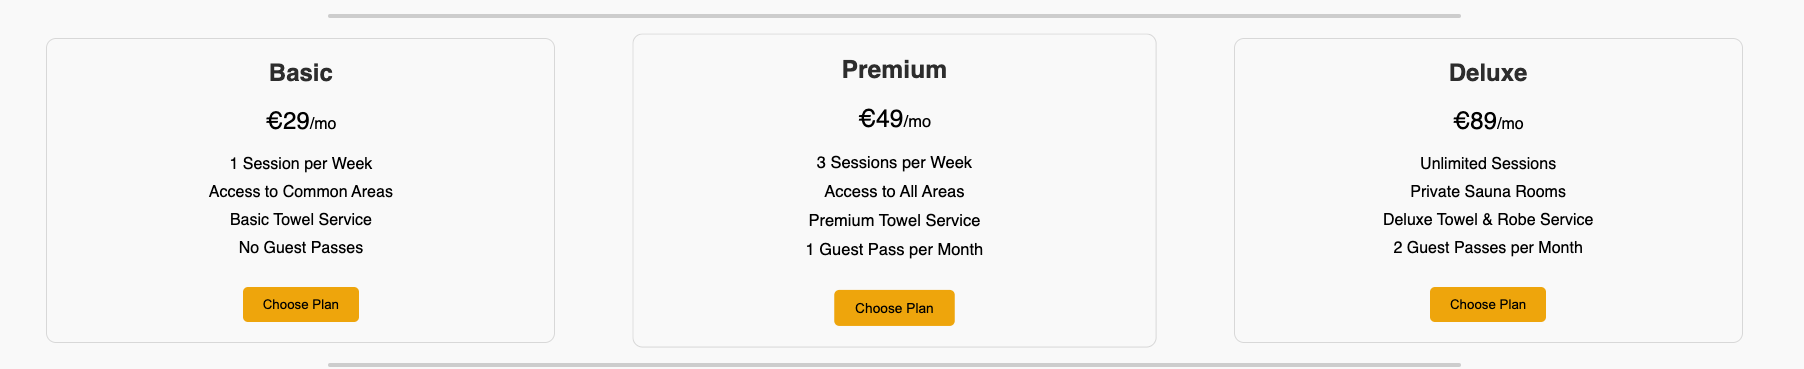 Basic
€29/mo
1 Session per Week
Access to Common Areas
Basic Towel Service
No Guest Passes
Choose Plan
Premium
€49/mo
3 Sessions per Week
Access to All Areas
Premium Towel Service
1 Guest Pass per Month
Choose Plan
Deluxe
€89/mo
Unlimited Sessions
Private Sauna Rooms
Deluxe Towel & Robe Service
2 Guest Passes per Month
Choose Plan